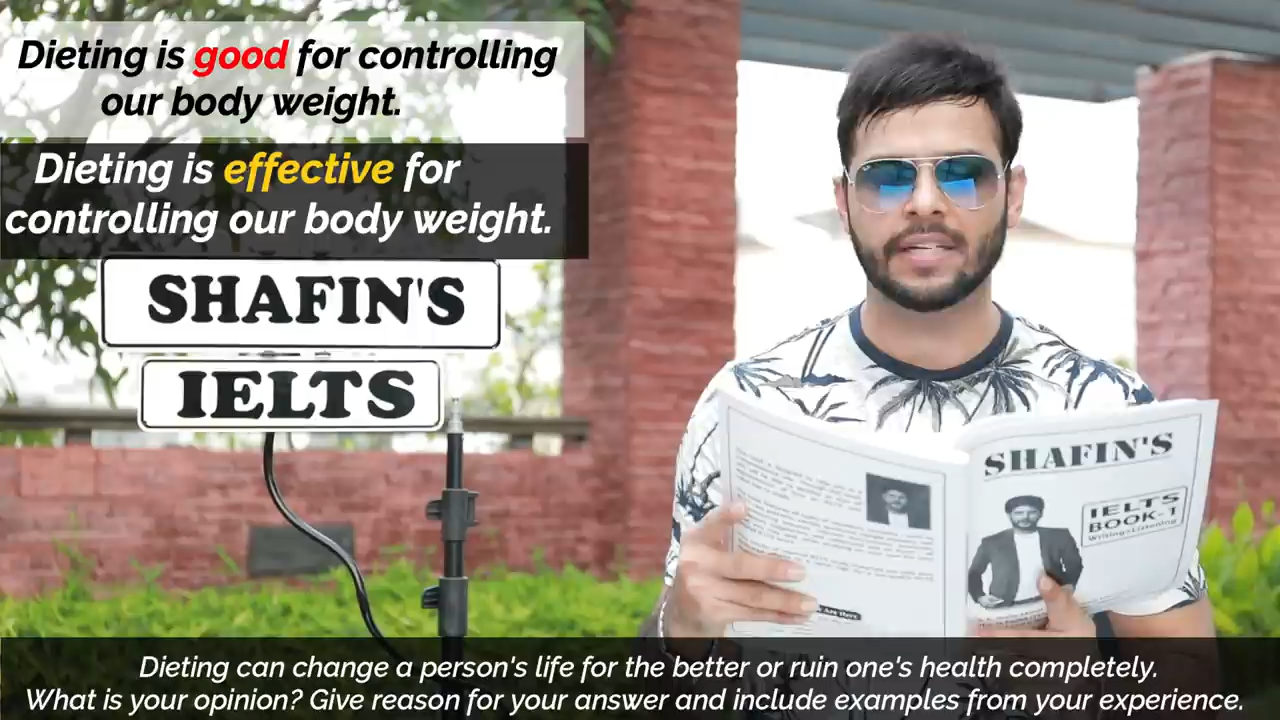 Dieting is good for controlling
our body weight.
Dieting is effective for
controlling our body weight.
SHAFIN'S
IELTS
SHAFIN'S
IELTS
BOOK-1
Writing+Listening
Dieting can change a person's life for the better or ruin one's health completely.
What is your opinion? Give reason for your answer and include examples from your experience.